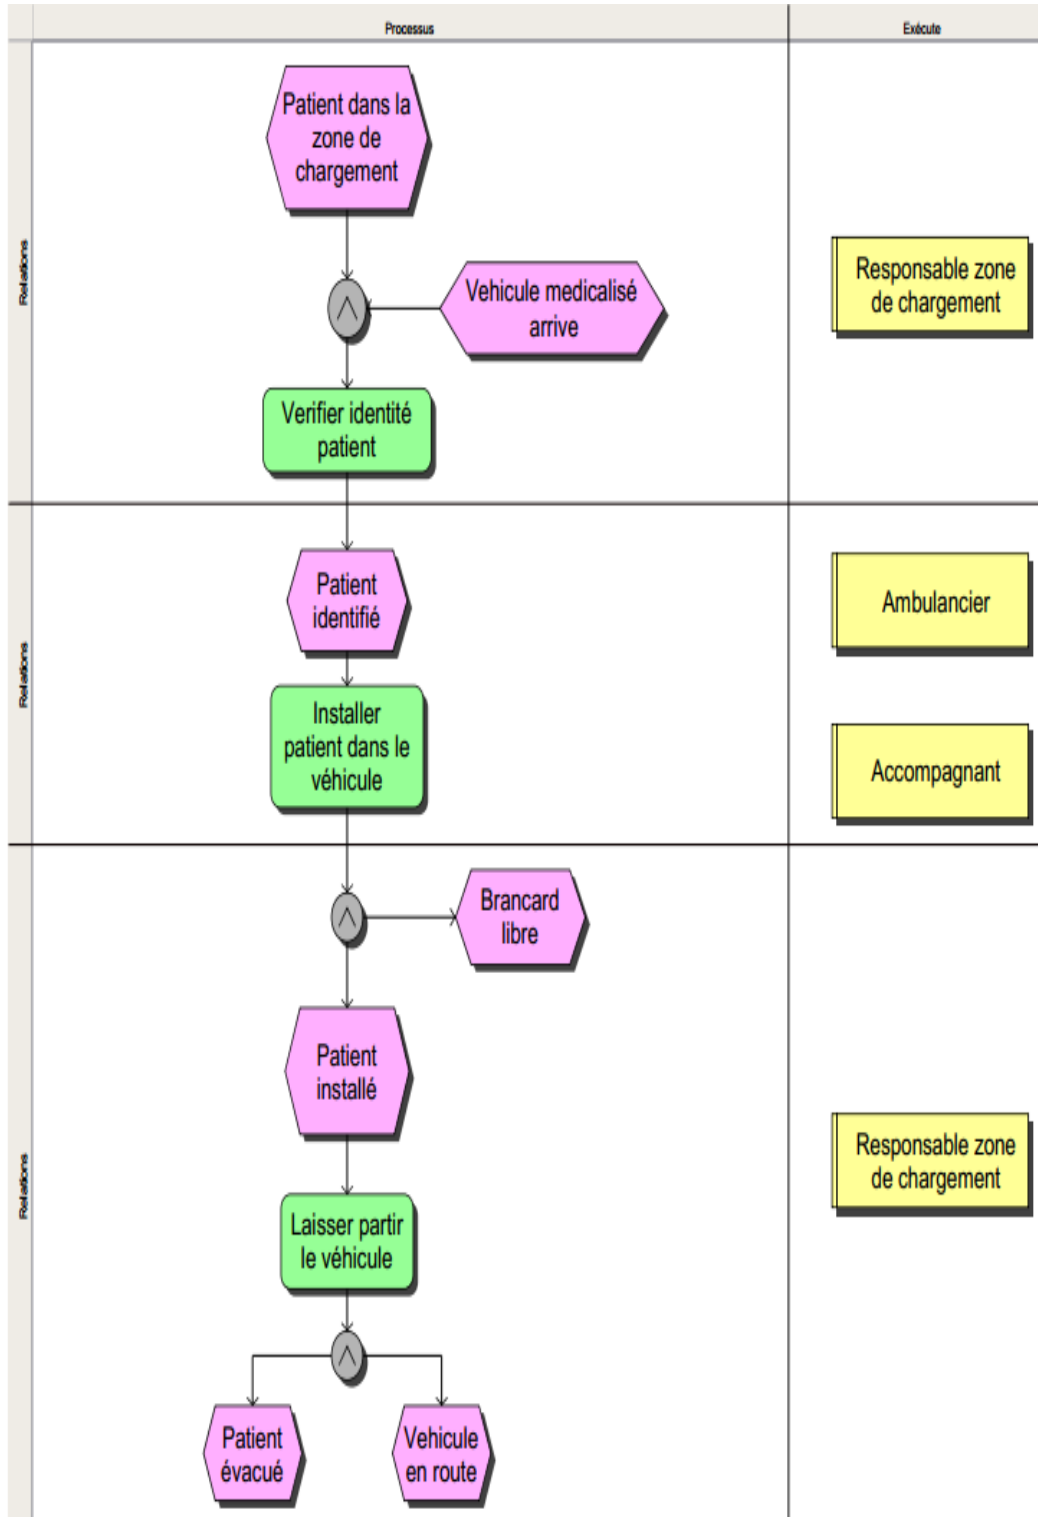 Processus
Exécute
Relations
Patient dans la
zone de
chargement
Vehicule medicalisé
arrive
Responsable zone
de chargement
Verifier identité
patient
Relations
Patient
identifié
Ambulancier
Installer
patient dans le
véhicule
Accompagnant
Relations
Brancard
libre
Patient
installé
Responsable zone
de chargement
Laisser partir
le véhicule
Patient
évacué
Vehicule
en route